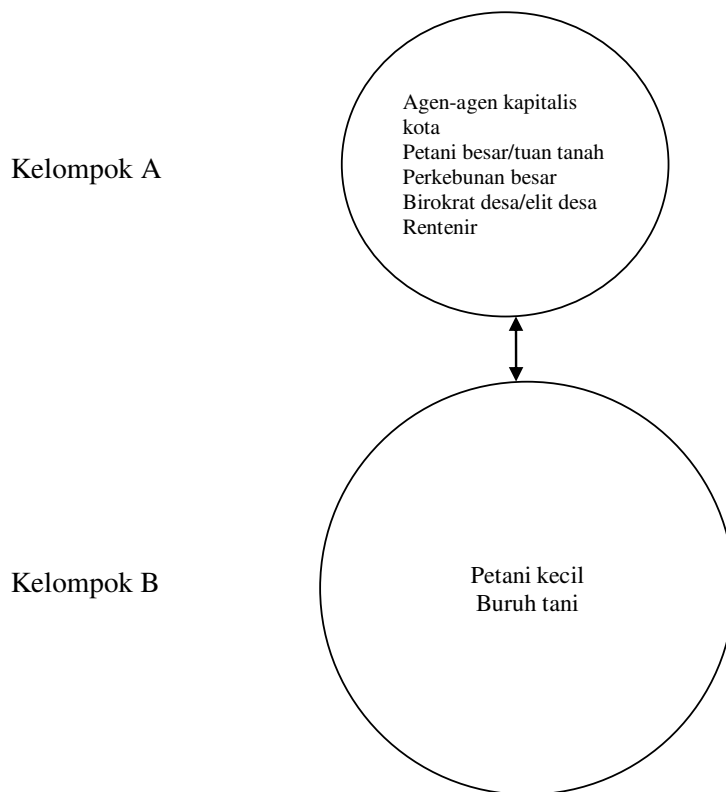 Agen-agen kapitalis
kota
Petani besar/tuan tanah
Perkebunan besar
Birokrat desa/elit desa
Rentenir
Kelompok A
Petani kecil
Buruh tani
Kelompok B